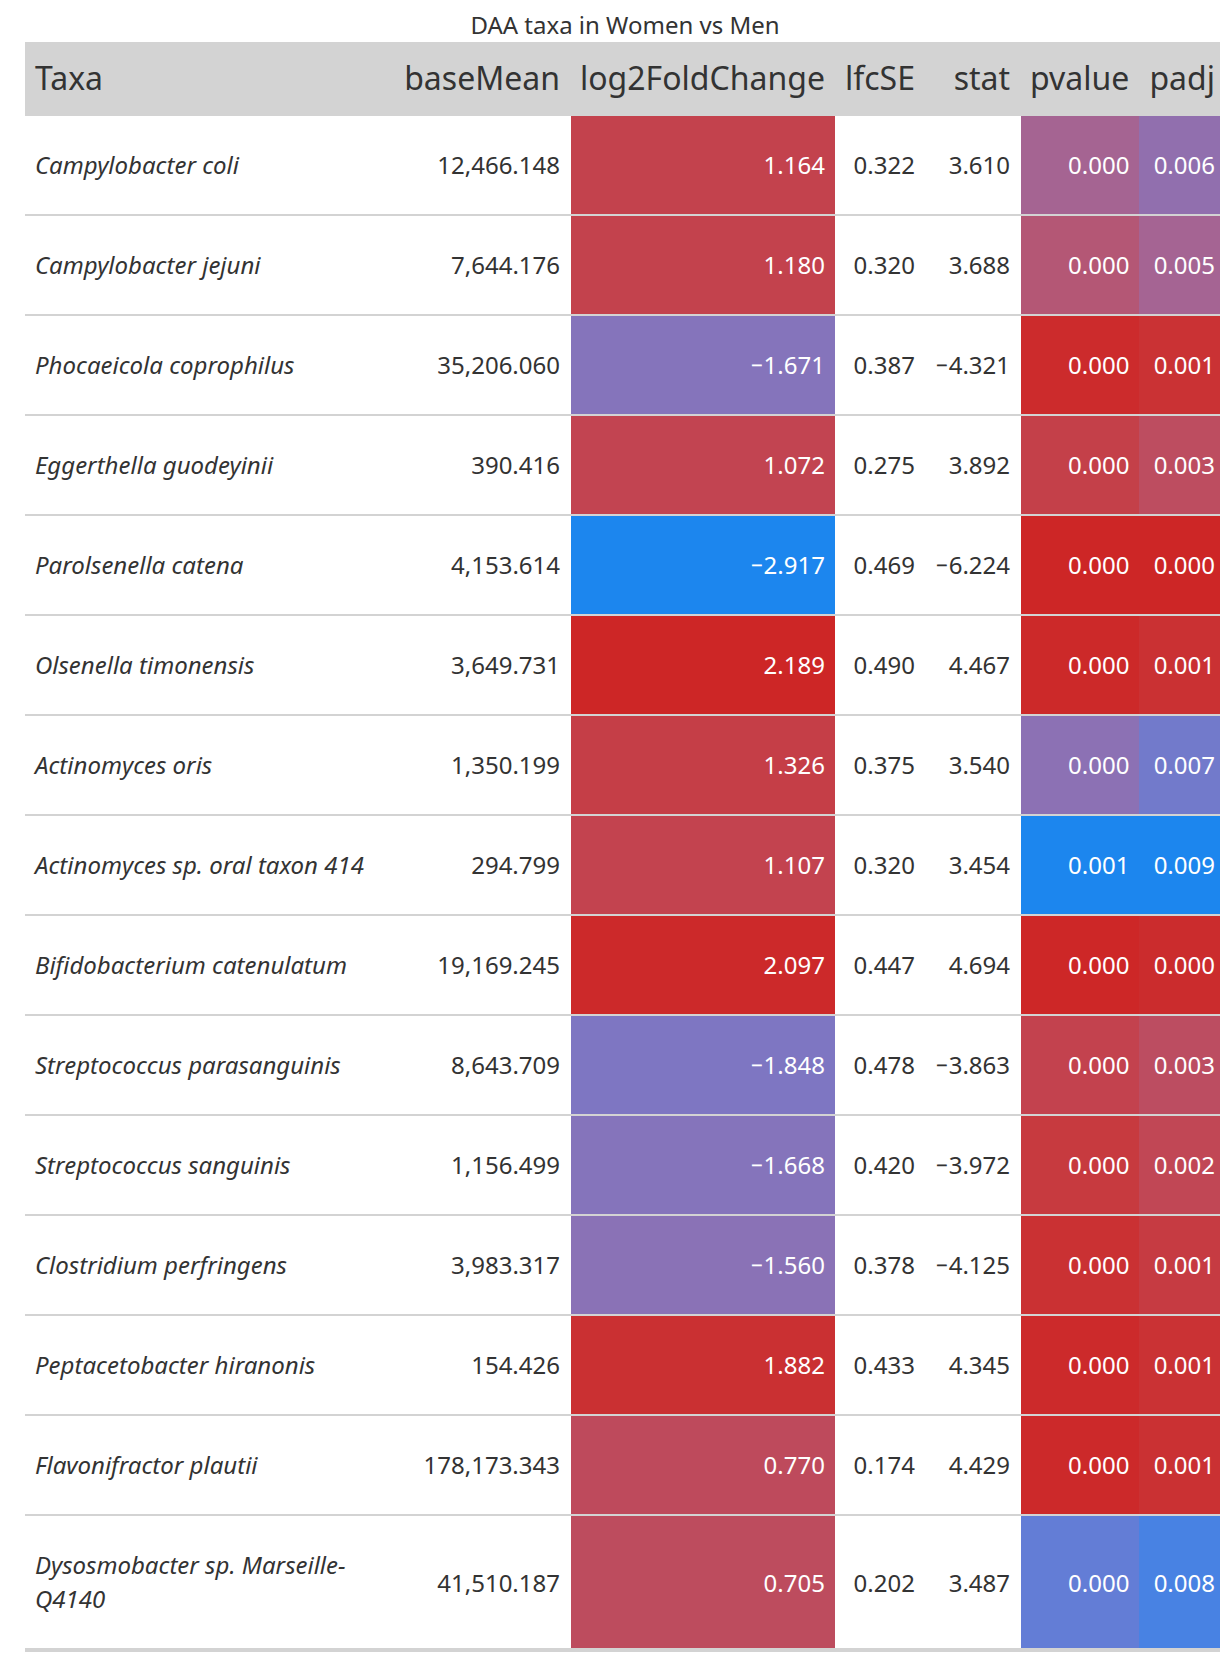 DAA taxa in Women vs Men
Taxa baseMean log2FoldChange lfcSE stat pvalue padj
Campylobacter coli 12,466.148 1.164 0.322 3.610 0.000 0.006
Campylobacter jejuni 7,644.176 1.180 0.320 3.688 0.000 0.005
Phocaeicola coprophilus 35,206.060 −1.671 0.387 −4.321 0.000 0.001
Eggerthella guodeyinii 390.416 1.072 0.275 3.892 0.000 0.003
Parolsenella catena 4,153.614 −2.917 0.469 −6.224 0.000 0.000
Olsenella timonensis 3,649.731 2.189 0.490 4.467 0.000 0.001
Actinomyces oris 1,350.199 1.326 0.375 3.540 0.000 0.007
Actinomyces sp. oral taxon 414 294.799 1.107 0.320 3.454 0.001 0.009
Bifidobacterium catenulatum 19,169.245 2.097 0.447 4.694 0.000 0.000
Streptococcus parasanguinis 8,643.709 −1.848 0.478 −3.863 0.000 0.003
Streptococcus sanguinis 1,156.499 −1.668 0.420 −3.972 0.000 0.002
Clostridium perfringens 3,983.317 −1.560 0.378 −4.125 0.000 0.001
Peptacetobacter hiranonis 154.426 1.882 0.433 4.345 0.000 0.001
Flavonifractor plautii 178,173.343 0.770 0.174 4.429 0.000 0.001
Dysosmobacter sp. Marseille-
Q4140 41,510.187 0.705 0.202 3.487 0.000 0.008